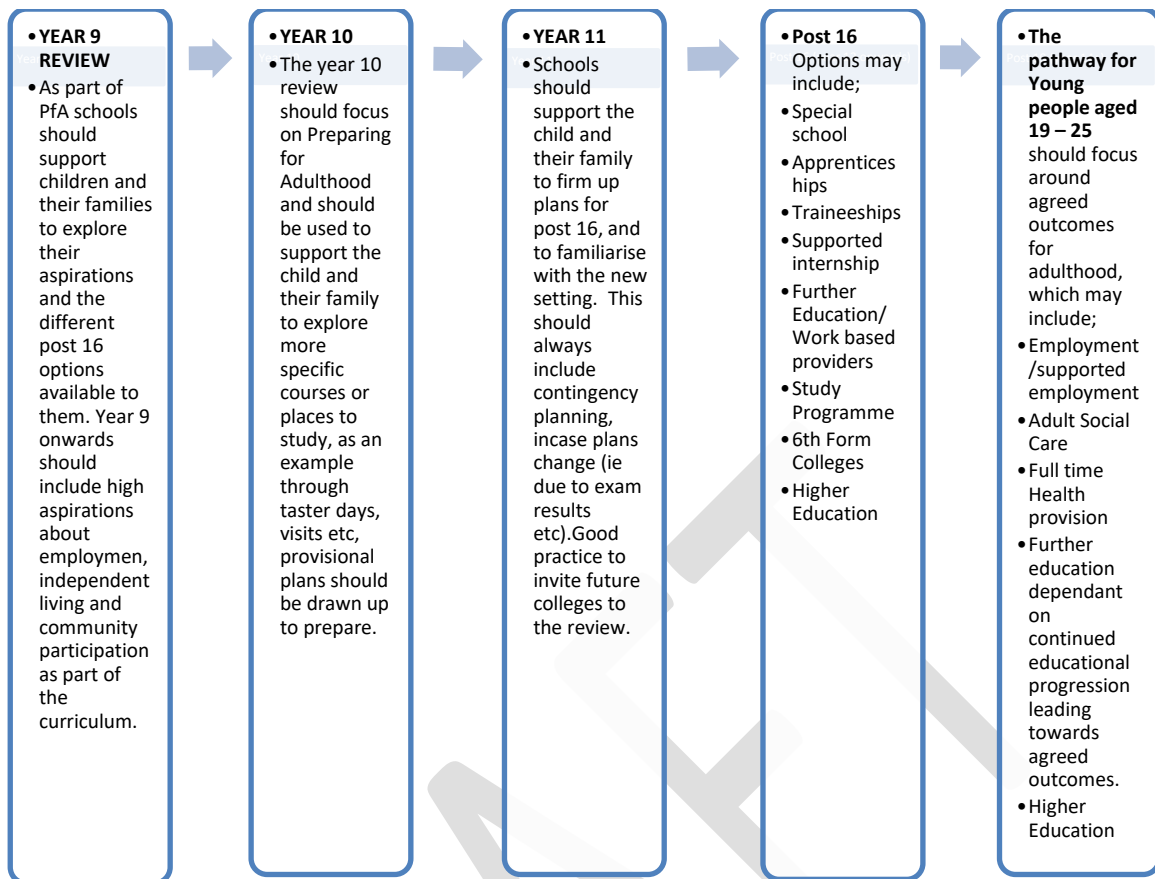 • YEAR 9
REVIEW
• As part of
PfA schools
should
support
children and
their families
to explore
their
aspirations
and the
different
post 16
options
available to
them. Year 9
onwards
should
include high
aspirations
about
employmen,
independent
living and
community
participation
as part of
the
curriculum.
• YEAR 10
• The year 10
review
should focus
on Preparing
for
Adulthood
and should
be used to
support the
child and
their family
to explore
more
specific
courses or
places to
study, as an
example
through
taster days,
visits etc,
provisional
plans should
be drawn up
to prepare.
• YEAR 11
• Schools
should
support the
child and
their family
to firm up
plans for
post 16, and
to familiarise
with the new
setting.  This
should
always
include
contingency
planning,
incase plans
change (ie
due to exam
results
etc).Good
practice to
invite future
colleges to
the review.
• Post 16
Options may
include;
• Special
school
• Apprentices
hips
• Traineeships
• Supported
internship
• Further
Education/
Work based
providers
• Study
Programme
• 6th Form
Colleges
• Higher
Education
• The
pathway for
Young
people aged
19 – 25
should focus
around
agreed
outcomes
for
adulthood,
which may
include;
• Employment
/supported
employment
• Adult Social
Care
• Full time
Health
provision
• Further
education
dependant
on
continued
educational
progression
leading
towards
agreed
outcomes.
• Higher
Education